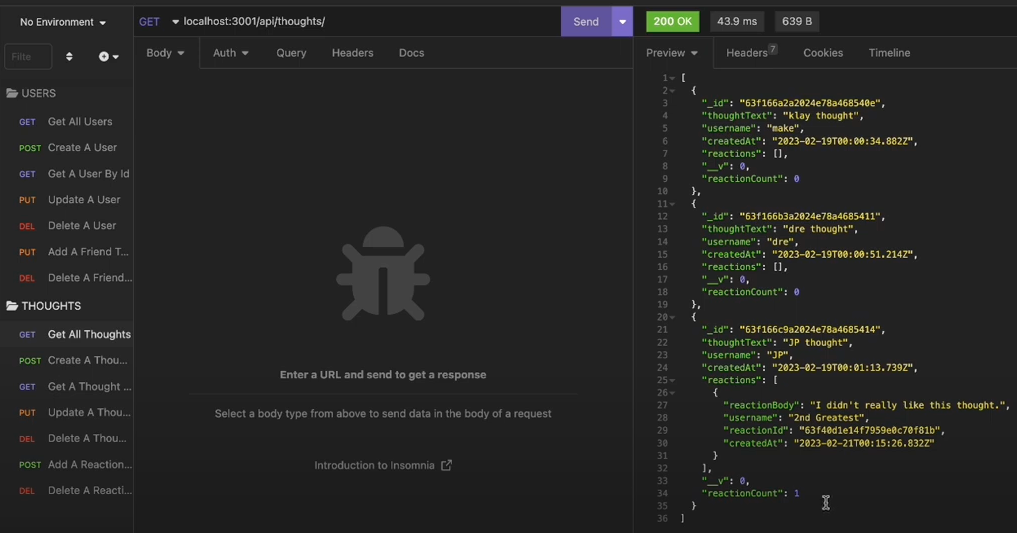 No Environment
GET localhost:3001/api/thoughts/ Send 200 OK 43.9 ms 639 B
Filte
Body Auth Query Headers Docs
Preview Headers 7 Cookies Timeline
USERS
GET Get All Users
POST Create A User
GET Get A User By Id
PUT Update A User
DEL Delete A User
PUT Add A Friend T...
DEL Delete A Friend...
THOUGHTS
GET Get All Thoughts
POST Create A Thou...
GET Get A Thought ...
PUT Update A Thou...
DEL Delete A Thou...
POST Add A Reaction...
DEL Delete A Reacti...
Enter a URL and send to get a response
Select a body type from above to send data in the body of a request
Introduction to Insomnia
1 [
2 {
3 "_id": "63f166a2a2024e78a468540e",
4 "thoughtText": "klay thought",
5 "username": "make",
6 "createdAt": "2023-02-19T00:00:34.882Z",
7 "reactions": [],
8 "__v": 0,
9 "reactionCount": 0
10 },
11 {
12 "_id": "63f166b3a2024e78a4685411",
13 "thoughtText": "dre thought",
14 "username": "dre",
15 "createdAt": "2023-02-19T00:00:51.214Z",
16 "reactions": [],
17 "__v": 0,
18 "reactionCount": 0
19 },
20 {
21 "_id": "63f166c9a2024e78a4685414",
22 "thoughtText": "JP thought",
23 "username": "JP",
24 "createdAt": "2023-02-19T00:01:13.739Z",
25 "reactions": [
26 {
27 "reactionBody": "I didn't really like this thought.",
28 "username": "2nd Greatest",
29 "reactionId": "63f40d1e14f7959e0c70f81b",
30 "createdAt": "2023-02-21T00:15:26.832Z"
31 }
32 ],
33 "__v": 0,
34 "reactionCount": 1
35 }
36 ]